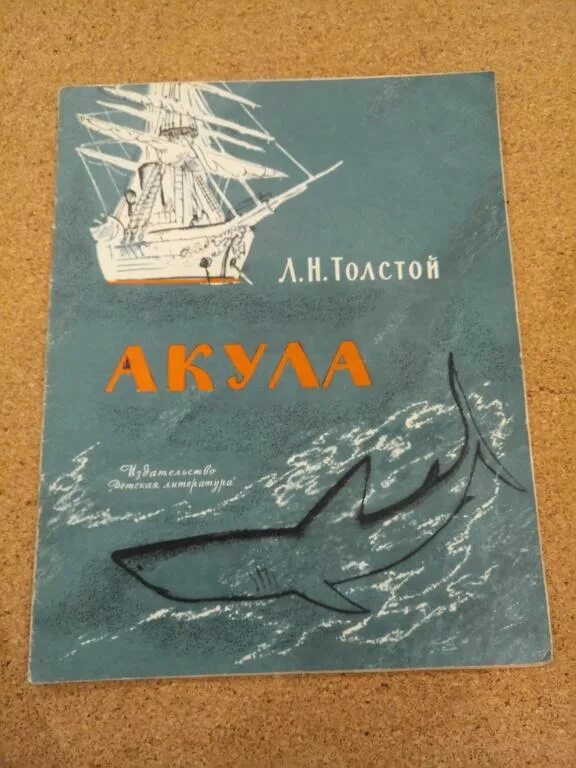 Л.Н.Толстой
АКУЛА
Издательство
Детская литература